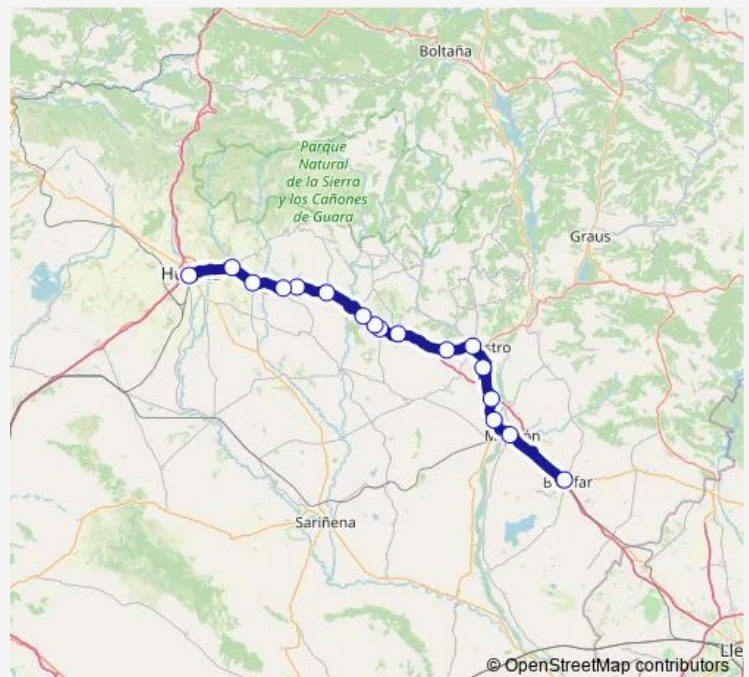 Boltaña
Parque
Natural
de la Sierra
y los Cañones
de Guara
Graus
Sariñena
© OpenStreetMap contributors